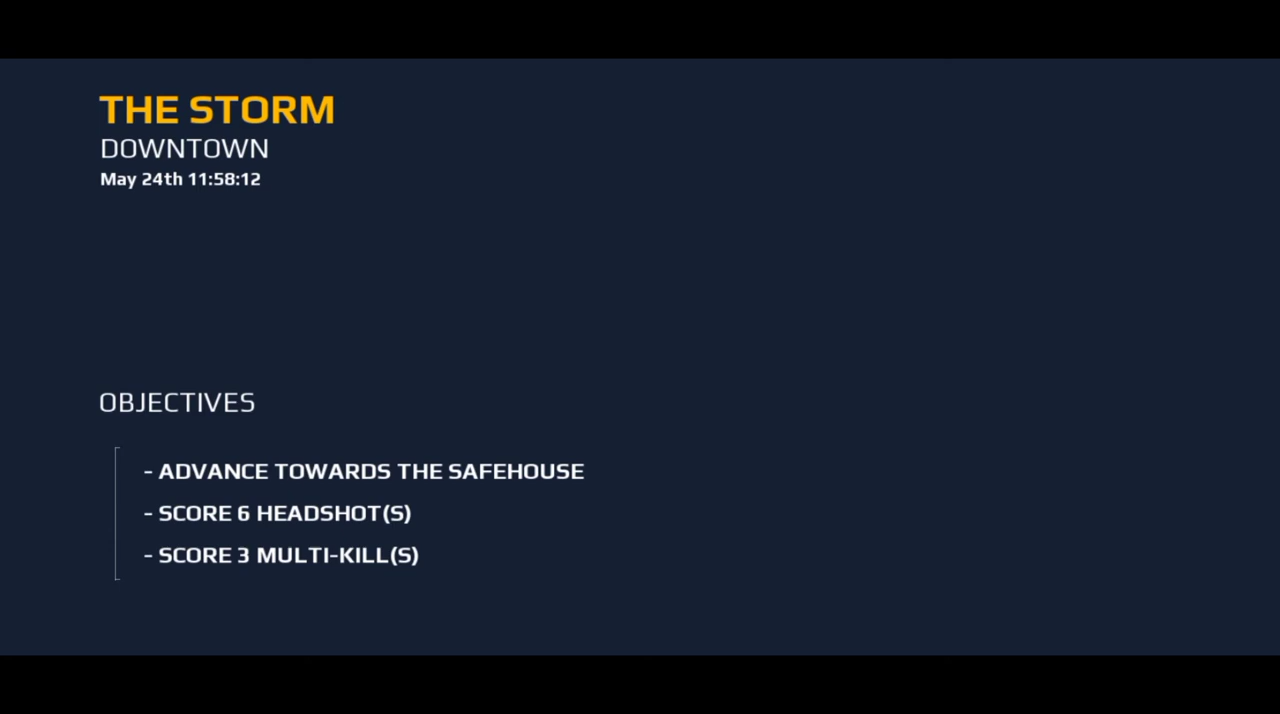 THE STORM
DOWNTOWN
May 24th 11:58:12
OBJECTIVES
- ADVANCE TOWARDS THE SAFEHOUSE
- SCORE 6 HEADSHOT(S)
- SCORE 3 MULTI-KILL(S)